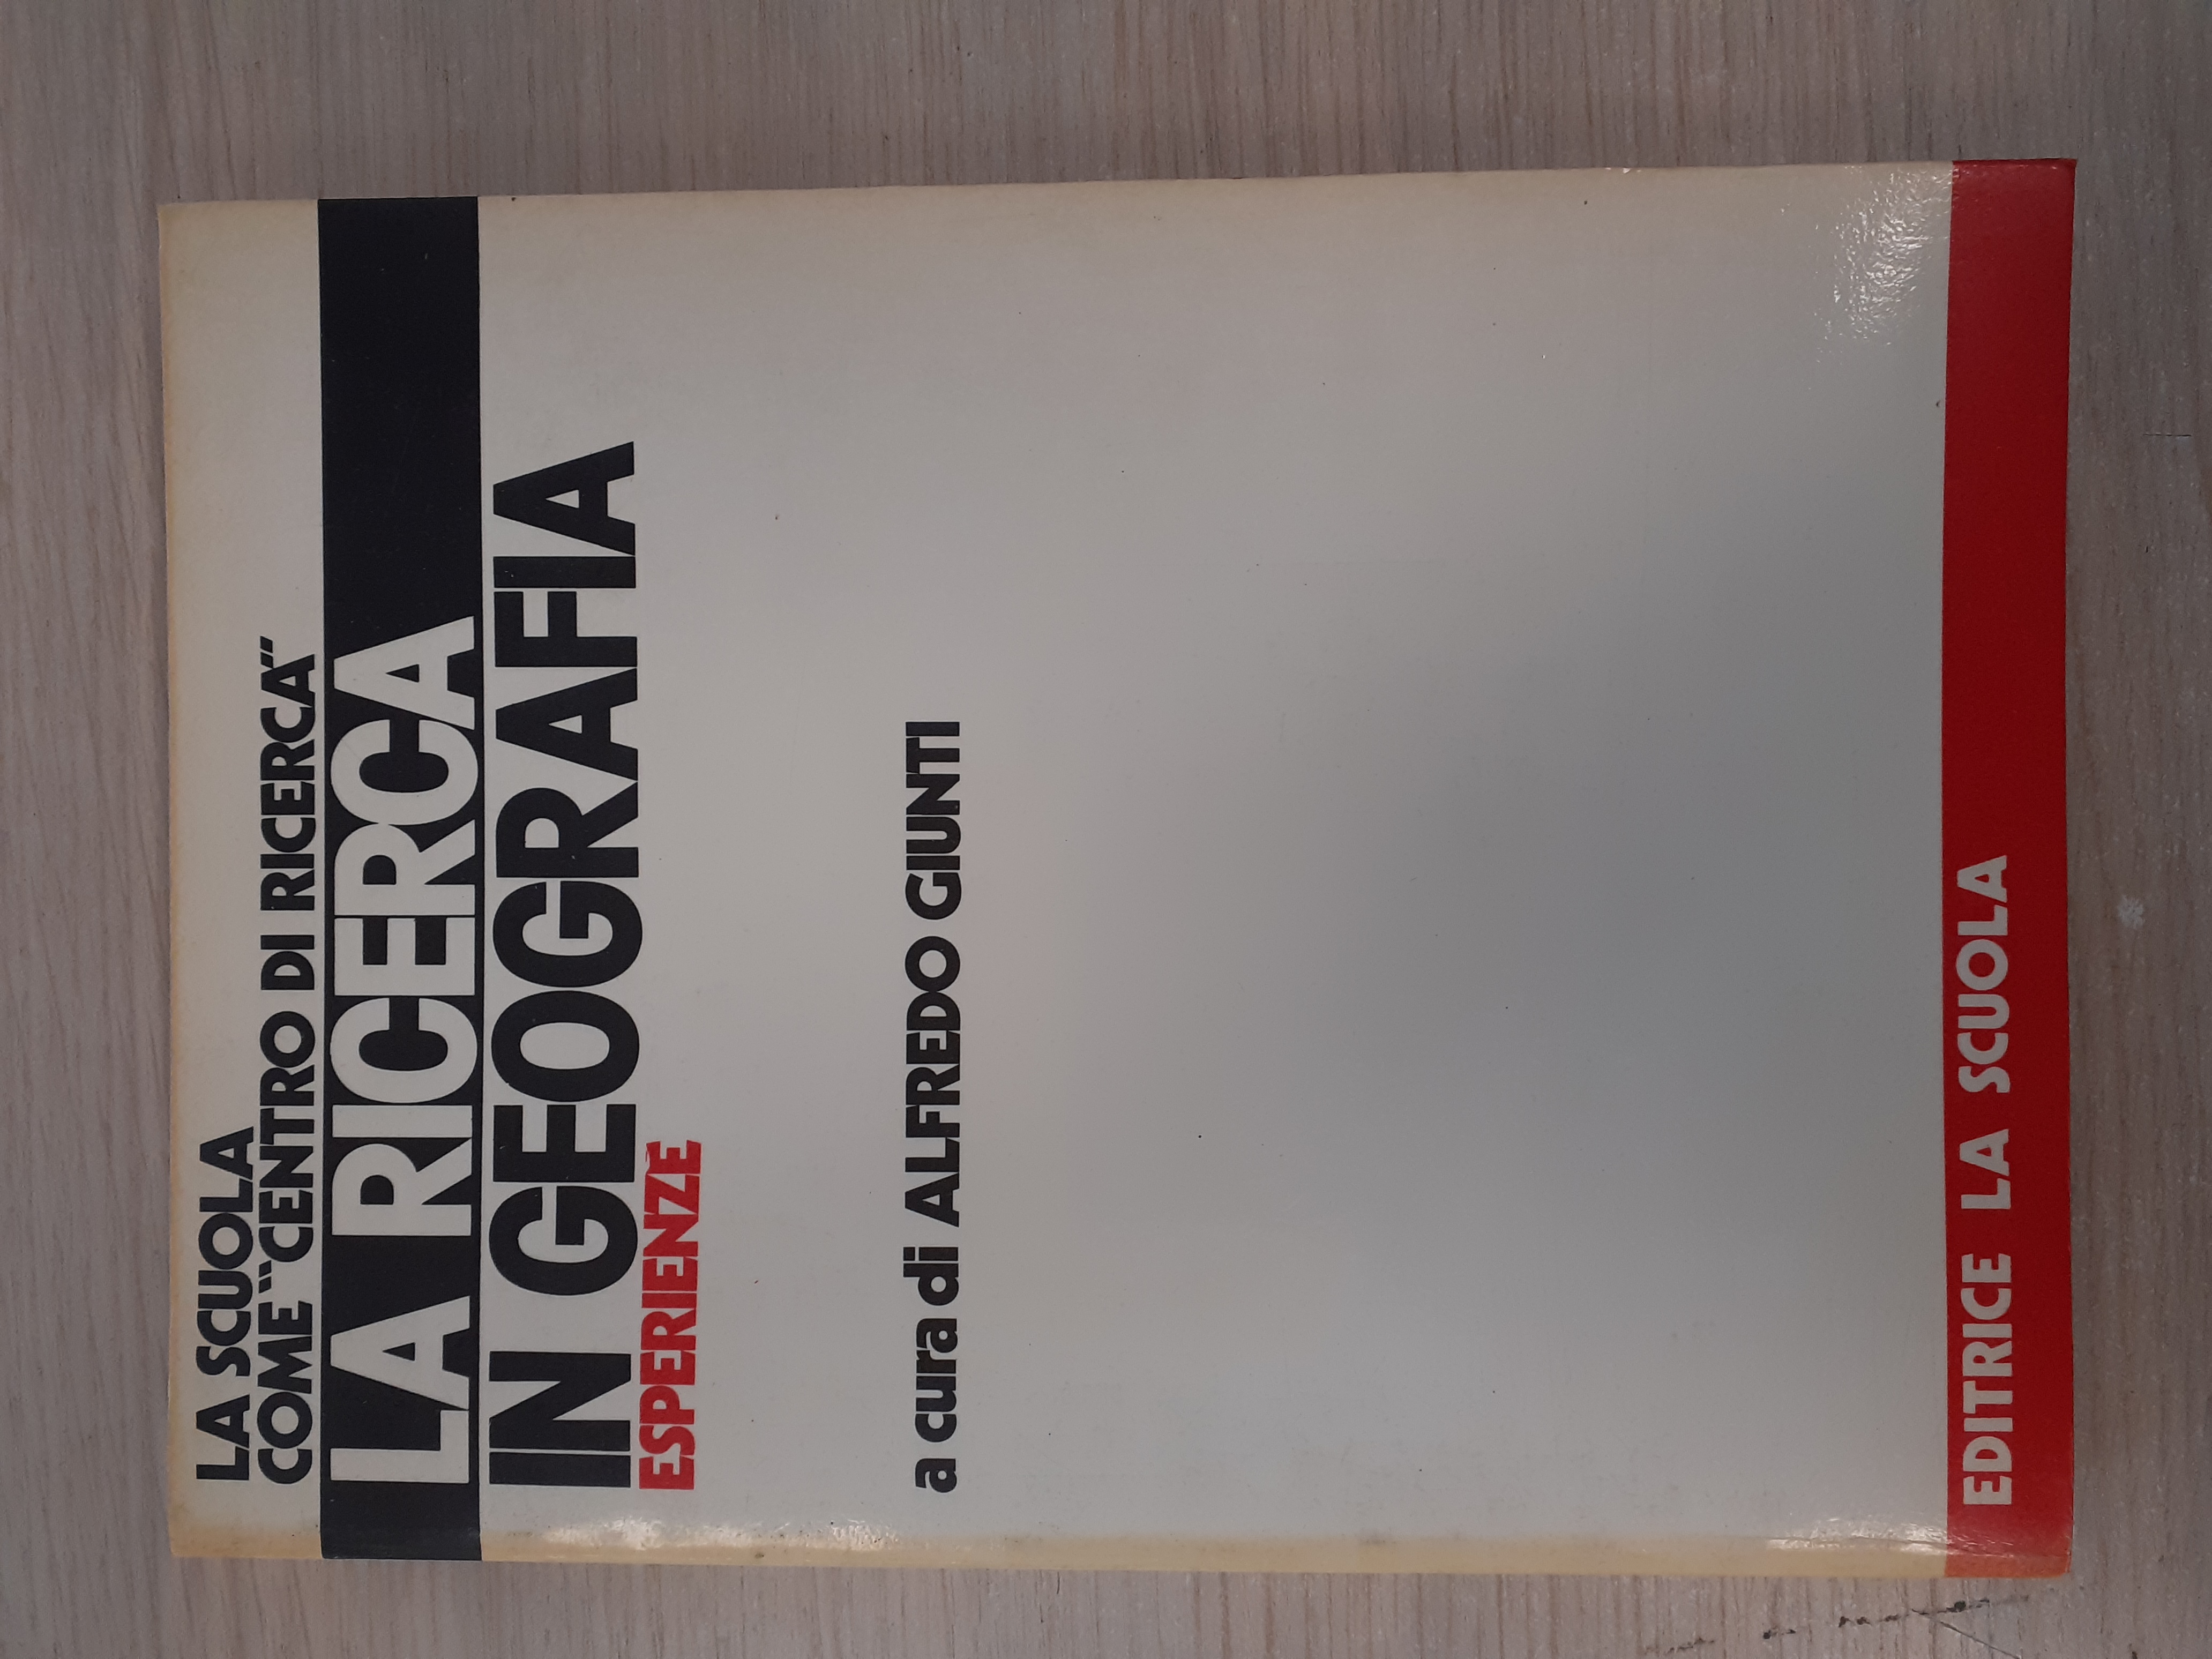 LA SCUOLA
COME "CENTRO DI RICERCA"
LA RICERCA
IN GEOGRAFIA
ESPERIENZE
a cura di ALFREDO GIUNTI
EDITRICE LA SCUOLA